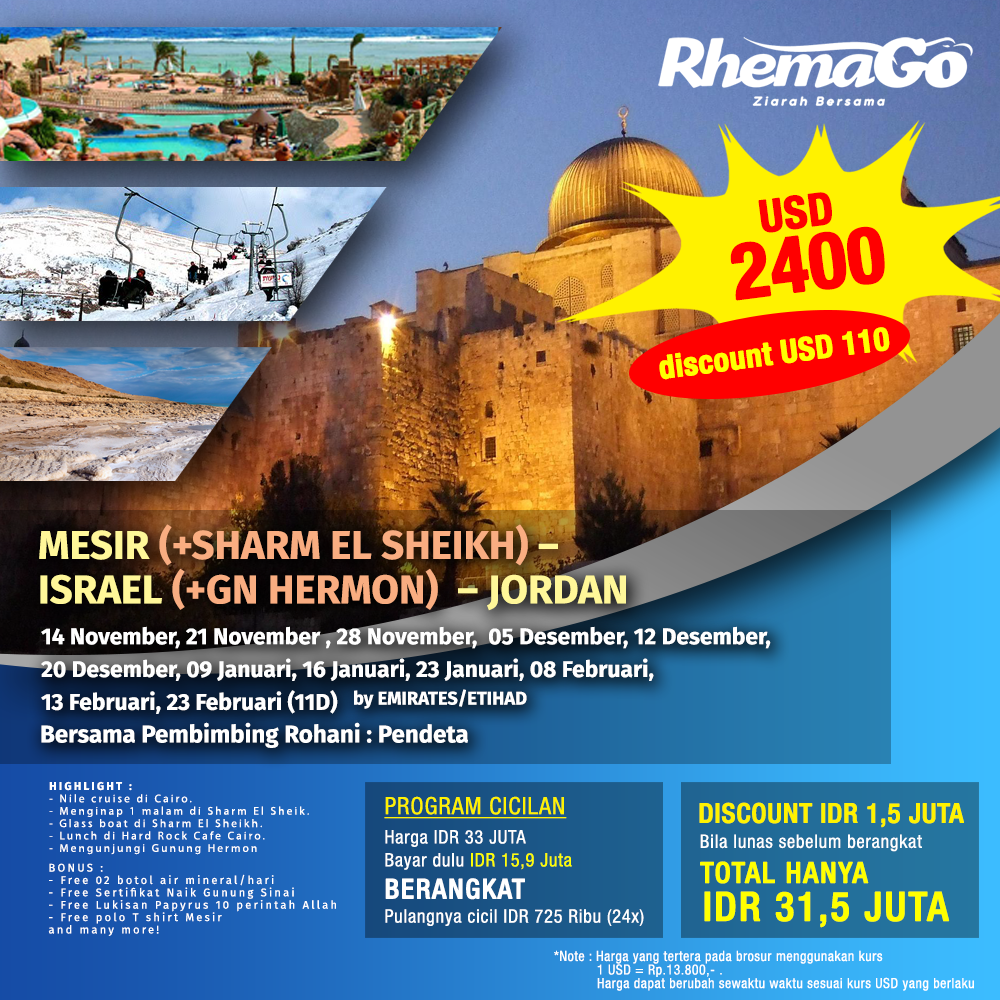 RhemaGo
Ziarah Bersama
USD
2400
discount USD 110
MESIR (+SHARM EL SHEIKH) –
ISRAEL (+GN HERMON) – JORDAN
14 November, 21 November , 28 November, 05 Desember, 12 Desember,
20 Desember, 09 Januari, 16 Januari, 23 Januari, 08 Februari,
13 Februari, 23 Februari (11D) by EMIRATES/ETIHAD
Bersama Pembimbing Rohani : Pendeta
HIGHLIGHT :
- Nile cruise di Cairo.
- Menginap 1 malam di Sharm El Sheik.
- Glass boat di Sharm El Sheikh.
- Lunch di Hard Rock Cafe Cairo.
- Mengunjungi Gunung Hermon
BONUS :
- Free 02 botol air mineral/hari
- Free Sertifikat Naik Gunung Sinai
- Free Lukisan Papyrus 10 perintah Allah
- Free polo T shirt Mesir
and many more!
PROGRAM CICILAN
Harga IDR 33 JUTA
Bayar dulu IDR 15,9 Juta
BERANGKAT
Pulangnya cicil IDR 725 Ribu (24x)
DISCOUNT IDR 1,5 JUTA
Bila lunas sebelum berangkat
TOTAL HANYA
IDR 31,5 JUTA
*Note : Harga yang tertera pada brosur menggunakan kurs
1 USD = Rp.13.800,- .
Harga dapat berubah sewaktu waktu sesuai kurs USD yang berlaku